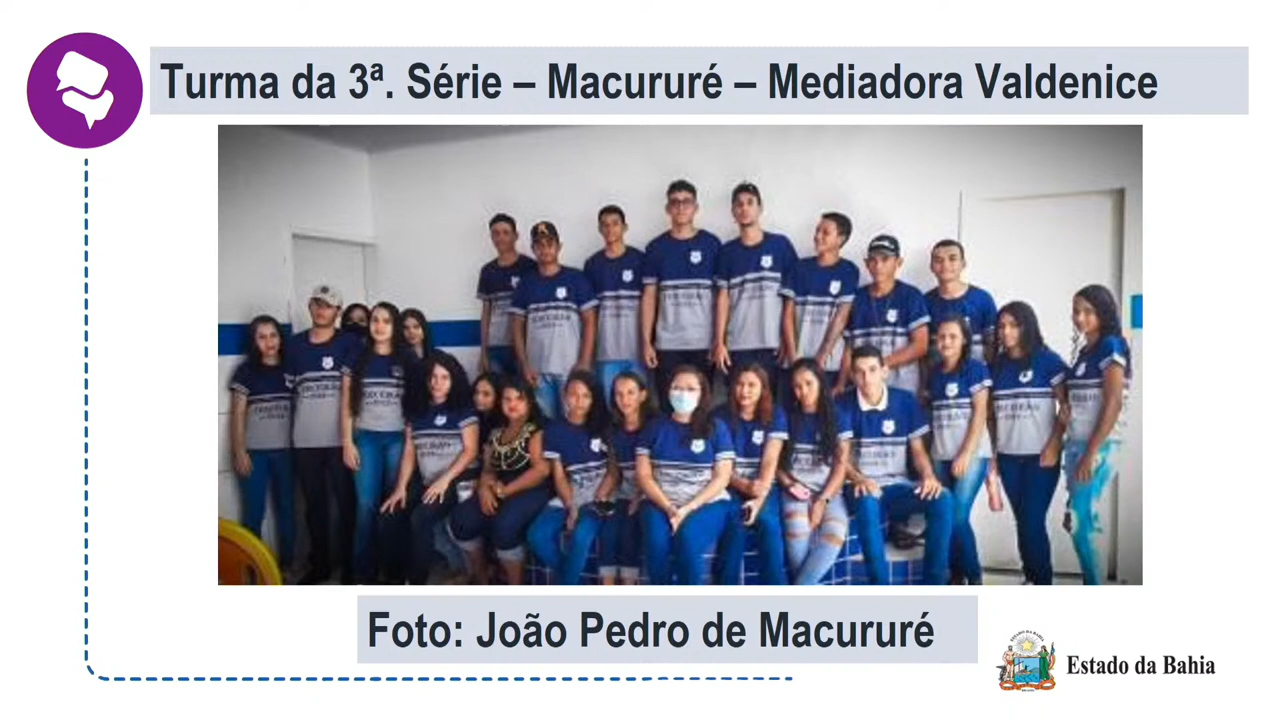 Turma da 3ª. Série – Macururé – Mediadora Valdenice
Foto: João Pedro de Macururé
Estado da Bahia